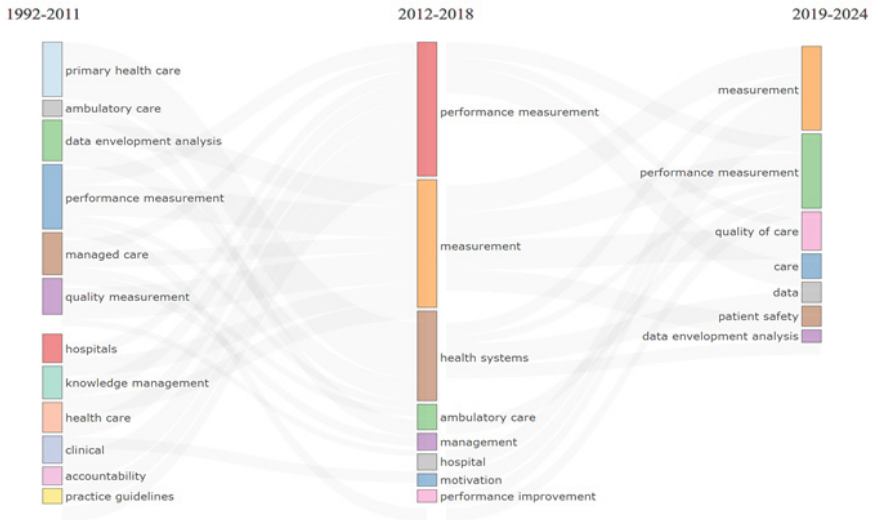 1992-2011
2012-2018
2019-2024
primary health care
ambulatory care
data envelopment analysis
performance measurement
managed care
quality measurement
hospitals
knowledge management
health care
clinical
accountability
practice guidelines
performance measurement
measurement
health systems
ambulatory care
management
hospital
motivation
performance improvement
measurement
performance measurement
quality of care
care
data
patient safety
data envelopment analysis